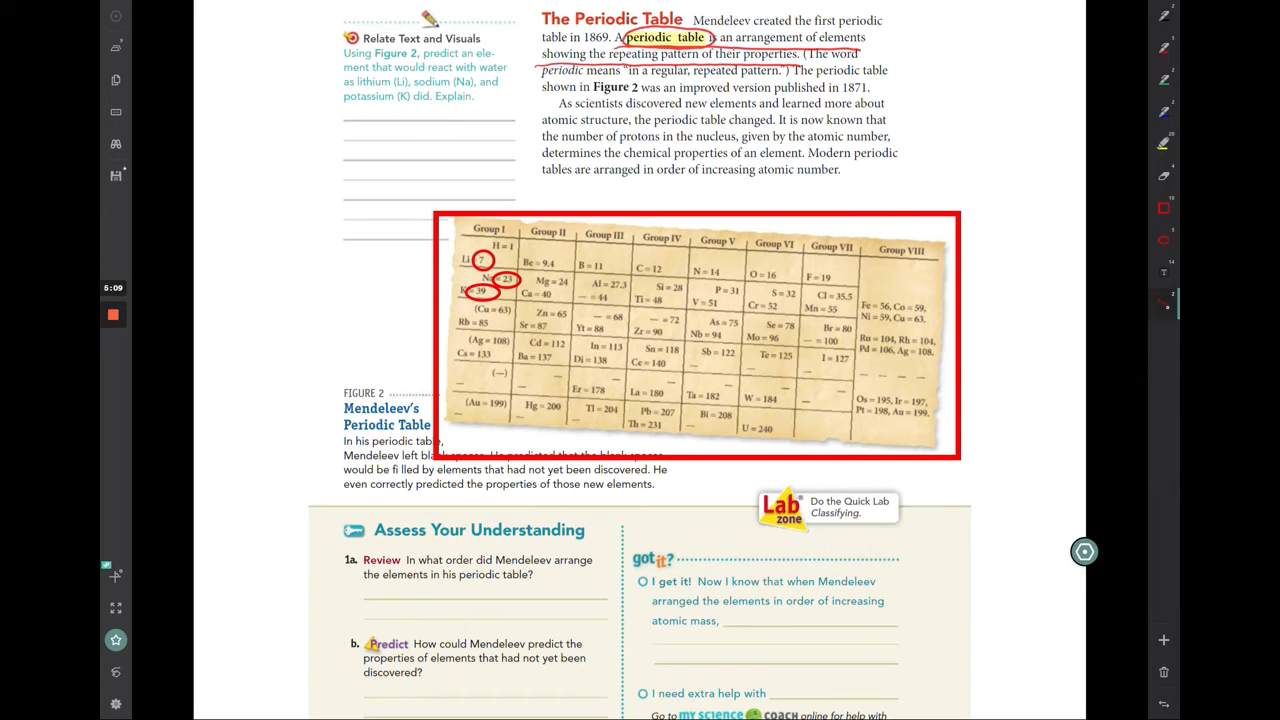 The Periodic Table Mendeleev created the first periodic
table in 1869. A periodic table is an arrangement of elements
showing the repeating pattern of their properties. (The word
periodic means "in a regular, repeated pattern.") The periodic table
shown in Figure 2 was an improved version published in 1871.
As scientists discovered new elements and learned more about
atomic structure, the periodic table changed. It is now known that
the number of protons in the nucleus, given by the atomic number,
determines the chemical properties of an element. Modern periodic
tables are arranged in order of increasing atomic number.
Relate Text and Visuals
Using Figure 2, predict an ele-
ment that would react with water
as lithium (Li), sodium (Na), and
potassium (K) did. Explain.
Group I Group II Group III Group IV Group V Group VI Group VII Group VIII
H = 1
Li = 7 Be = 9.4 B = 11 C = 12 N = 14 O = 16 F = 19
Na = 23 Mg = 24 Al = 27.3 Si = 28 P = 31 S = 32 Cl = 35.5
K = 39 Ca = 40 — = 44 Ti = 48 V = 51 Cr = 52 Mn = 55 Fe = 56, Co = 59,
Ni = 59, Cu = 63.
(Cu = 63) Zn = 65 — = 68 — = 72 As = 75 Se = 78 Br = 80
Rb = 85 Sr = 87 Yt = 88 Zr = 90 Nb = 94 Mo = 96 — = 100 Ru = 104, Rh = 104,
Pd = 106, Ag = 108.
(Ag = 108) Cd = 112 In = 113 Sn = 118 Sb = 122 Te = 125 I = 127
Cs = 133 Ba = 137 Di = 138 Ce = 140 — — — — — —
(—) — — — — — —
— — Er = 178 La = 180 Ta = 182 W = 184 — Os = 195, Ir = 197,
Pt = 198, Au = 199.
(Au = 199) Hg = 200 Tl = 204 Pb = 207 Bi = 208
— — — Th = 231 — U = 240
FIGURE 2
Mendeleev's
Periodic Table
In his periodic table,
Mendeleev left blank spaces. He predicted that the blank spaces
would be fi lled by elements that had not yet been discovered. He
even correctly predicted the properties of those new elements.
Lab
zone
Do the Quick Lab
Classifying.
Assess Your Understanding
1a. Review In what order did Mendeleev arrange
the elements in his periodic table?
b. Predict How could Mendeleev predict the
properties of elements that had not yet been
discovered?
got it?
I get it! Now I know that when Mendeleev
arranged the elements in order of increasing
atomic mass,
I need extra help with
Go to my science COACH online for help with
5:09